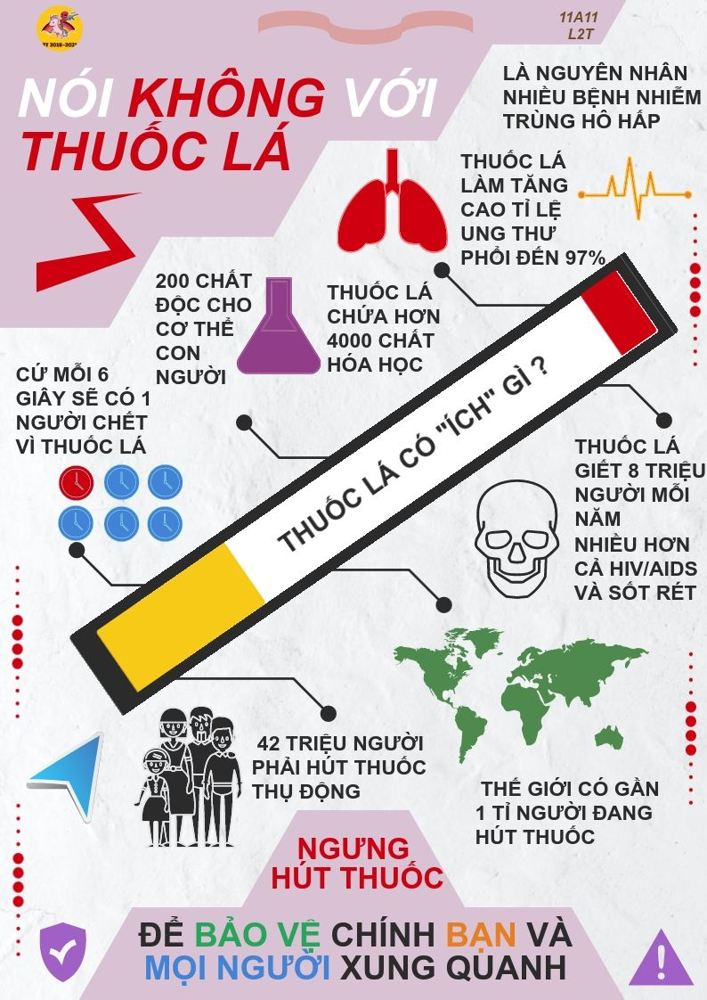 11A11
L2T
NÓI KHÔNG VỚI
THUỐC LÁ
LÀ NGUYÊN NHÂN
NHIỀU BỆNH NHIỄM
TRÙNG HÔ HẤP
THUỐC LÁ
LÀM TĂNG
CAO TỈ LỆ
UNG THƯ
PHỔI ĐẾN 97%
200 CHẤT
ĐỘC CHO
CƠ THỂ
CON
NGƯỜI
THUỐC LÁ
CHỨA HƠN
4000 CHẤT
HÓA HỌC
CỨ MỖI 6
GIÂY SẼ CÓ 1
NGƯỜI CHẾT
VÌ THUỐC LÁ
THUỐC LÁ CÓ "ÍCH" GÌ ?
THUỐC LÁ
GIẾT 8 TRIỆU
NGƯỜI MỖI
NĂM
NHIỀU HƠN
CẢ HIV/AIDS
VÀ SỐT RÉT
42 TRIỆU NGƯỜI
PHẢI HÚT THUỐC
THỤ ĐỘNG
THẾ GIỚI CÓ GẦN
1 TỈ NGƯỜI ĐANG
HÚT THUỐC
NGƯNG
HÚT THUỐC
ĐỂ BẢO VỆ CHÍNH BẠN VÀ
MỌI NGƯỜI XUNG QUANH